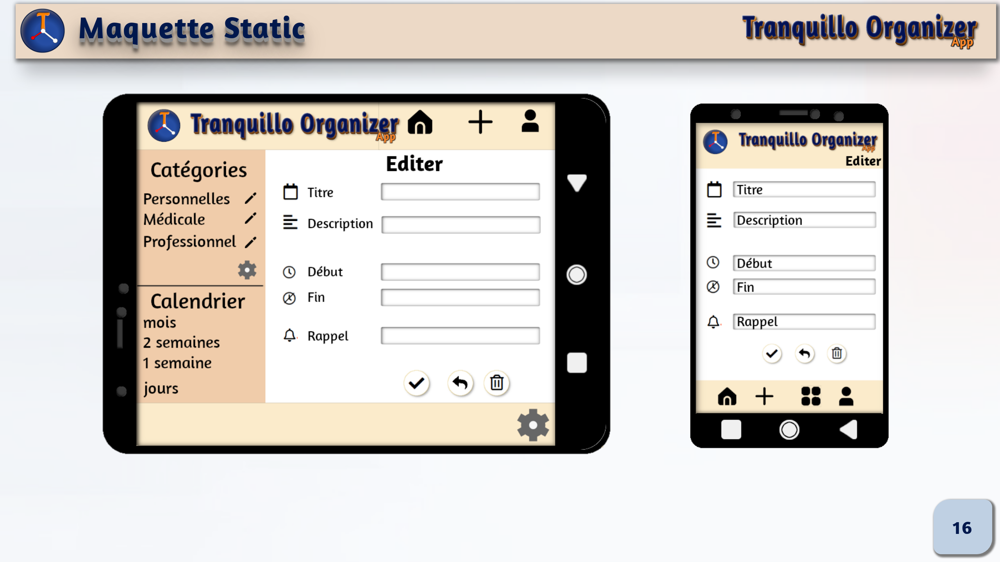 Maquette Static
Tranquillo Organizer
App
Tranquillo Organizer
App
Catégories
Personnelles
Médicale
Professionnel
Calendrier
mois
2 semaines
1 semaine
jours
Editer
Titre
Description
Début
Fin
Rappel
Tranquillo Organizer
App
Editer
Titre
Description
Début
Fin
Rappel
16